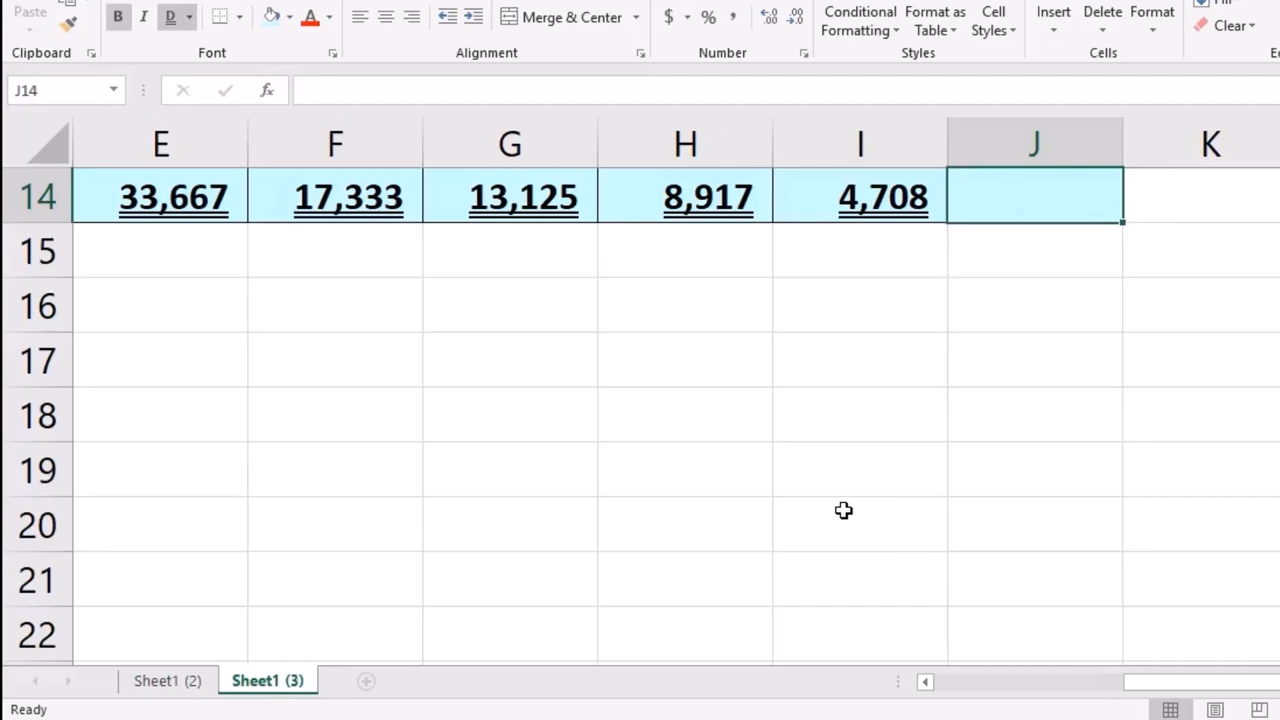 Paste
B I D A Merge & Center $ % , Conditional Format as Cell Insert Delete Format
Formatting Table Styles Clear
Clipboard Font Alignment Number Styles Cells
J14 fx
E F G H I J K
14 33,667 17,333 13,125 8,917 4,708
15
16
17
18
19
20
21
22
Sheet1 (2) Sheet1 (3)
Ready